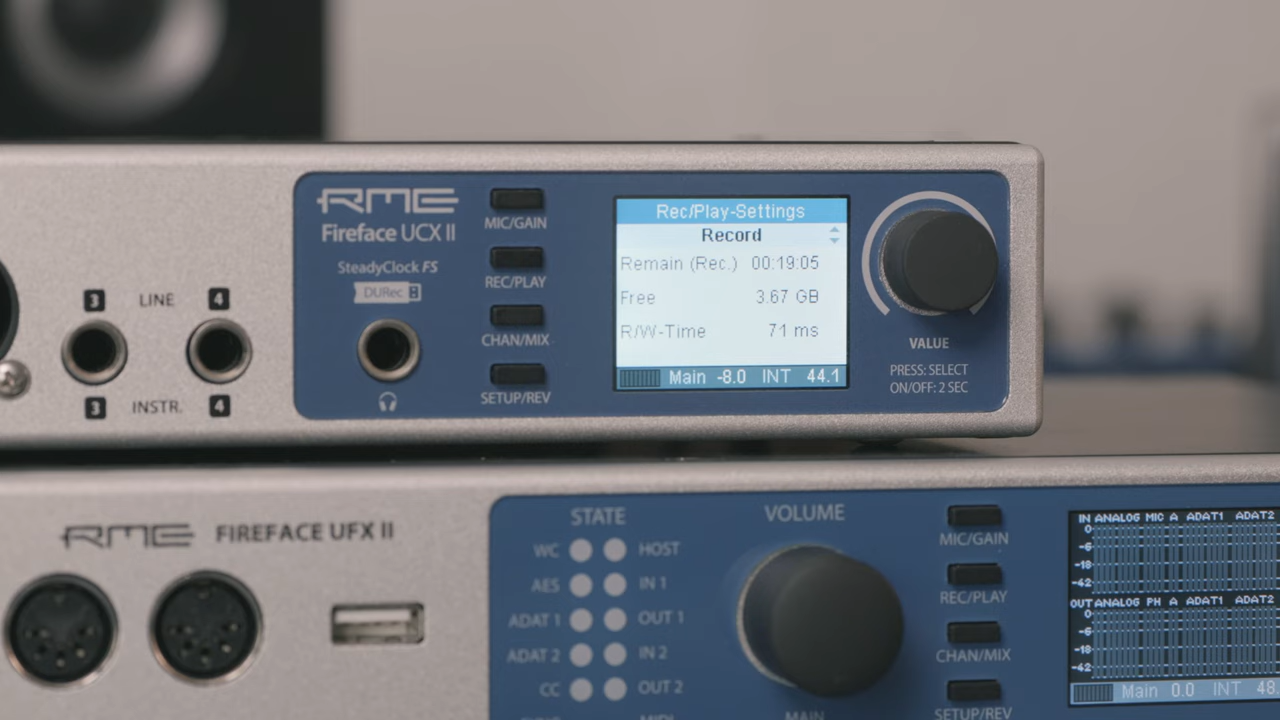 RME
Fireface UCX II
SteadyClock FS
DURec
3 LINE 4
3 INSTR. 4
MIC/GAIN
REC/PLAY
CHAN/MIX
SETUP/REV
Rec/Play-Settings
Record
Remain (Rec.) 00:19:05
Free 3.67 GB
R/W-Time 71 ms
Main -8.0 INT 44.1
VALUE
PRESS: SELECT
ON/OFF: 2 SEC
RME FIREFACE UFX II
STATE
WC HOST
AES IN 1
ADAT 1 OUT 1
ADAT 2 IN 2
CC OUT 2
MIDI
VOLUME
MAIN
MIC/GAIN
REC/PLAY
CHAN/MIX
SETUP/REV
IN ANALOG MIC A ADAT1 ADAT2
0
-6
-18
-42
OUT ANALOG PH A ADAT1 ADAT2
0
-6
-18
-42
Main 0.0 INT 48.